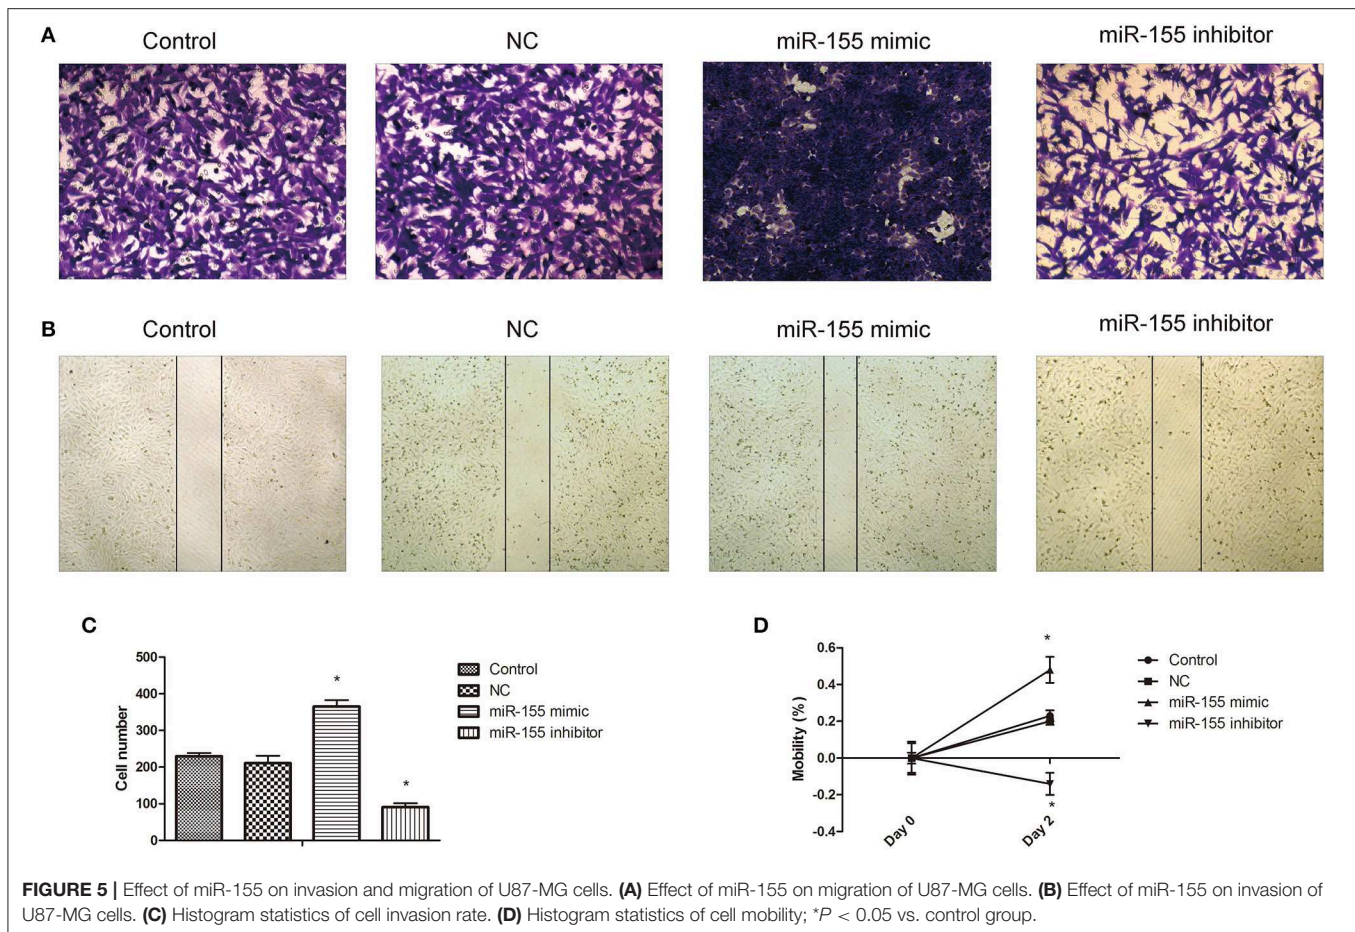 A
Control
NC
miR-155 mimic
miR-155 inhibitor
B
Control
NC
miR-155 mimic
miR-155 inhibitor
C
500
400
300
200
100
0
Cell number
*
*
Control
NC
miR-155 mimic
miR-155 inhibitor
D
0.6
0.4
0.2
0.0
-0.2
-0.4
Mobility (%)
*
*
Day 0
Day 2
Control
NC
miR-155 mimic
miR-155 inhibitor
FIGURE 5 | Effect of miR-155 on invasion and migration of U87-MG cells. (A) Effect of miR-155 on migration of U87-MG cells. (B) Effect of miR-155 on invasion of
U87-MG cells. (C) Histogram statistics of cell invasion rate. (D) Histogram statistics of cell mobility; *P < 0.05 vs. control group.